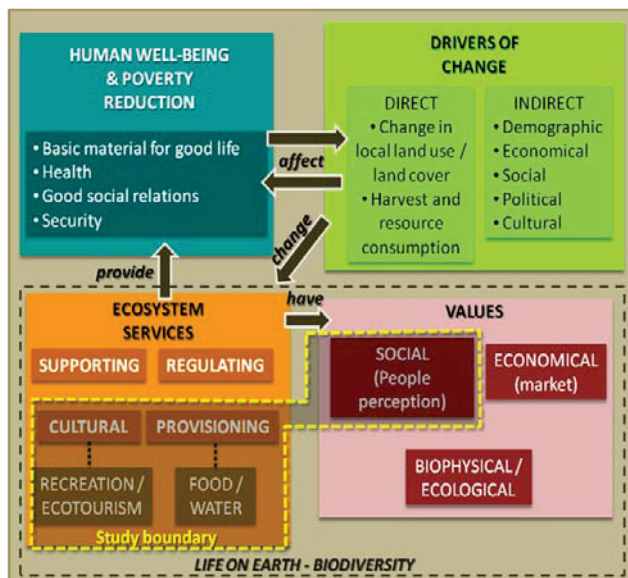 HUMAN WELL-BEING
& POVERTY
REDUCTION
• Basic material for good life
• Health
• Good social relations
• Security
DRIVERS OF
CHANGE
DIRECT
• Change in
local land use /
land cover
• Harvest and
resource
consumption
INDIRECT
• Demographic
• Economical
• Social
• Political
• Cultural
affect
change
provide
have
ECOSYSTEM
SERVICES
SUPPORTING
REGULATING
CULTURAL
PROVISIONING
RECREATION /
ECOTOURISM
FOOD /
WATER
Study boundary
VALUES
SOCIAL
(People
perception)
ECONOMICAL
(market)
BIOPHYSICAL /
ECOLOGICAL
LIFE ON EARTH - BIODIVERSITY